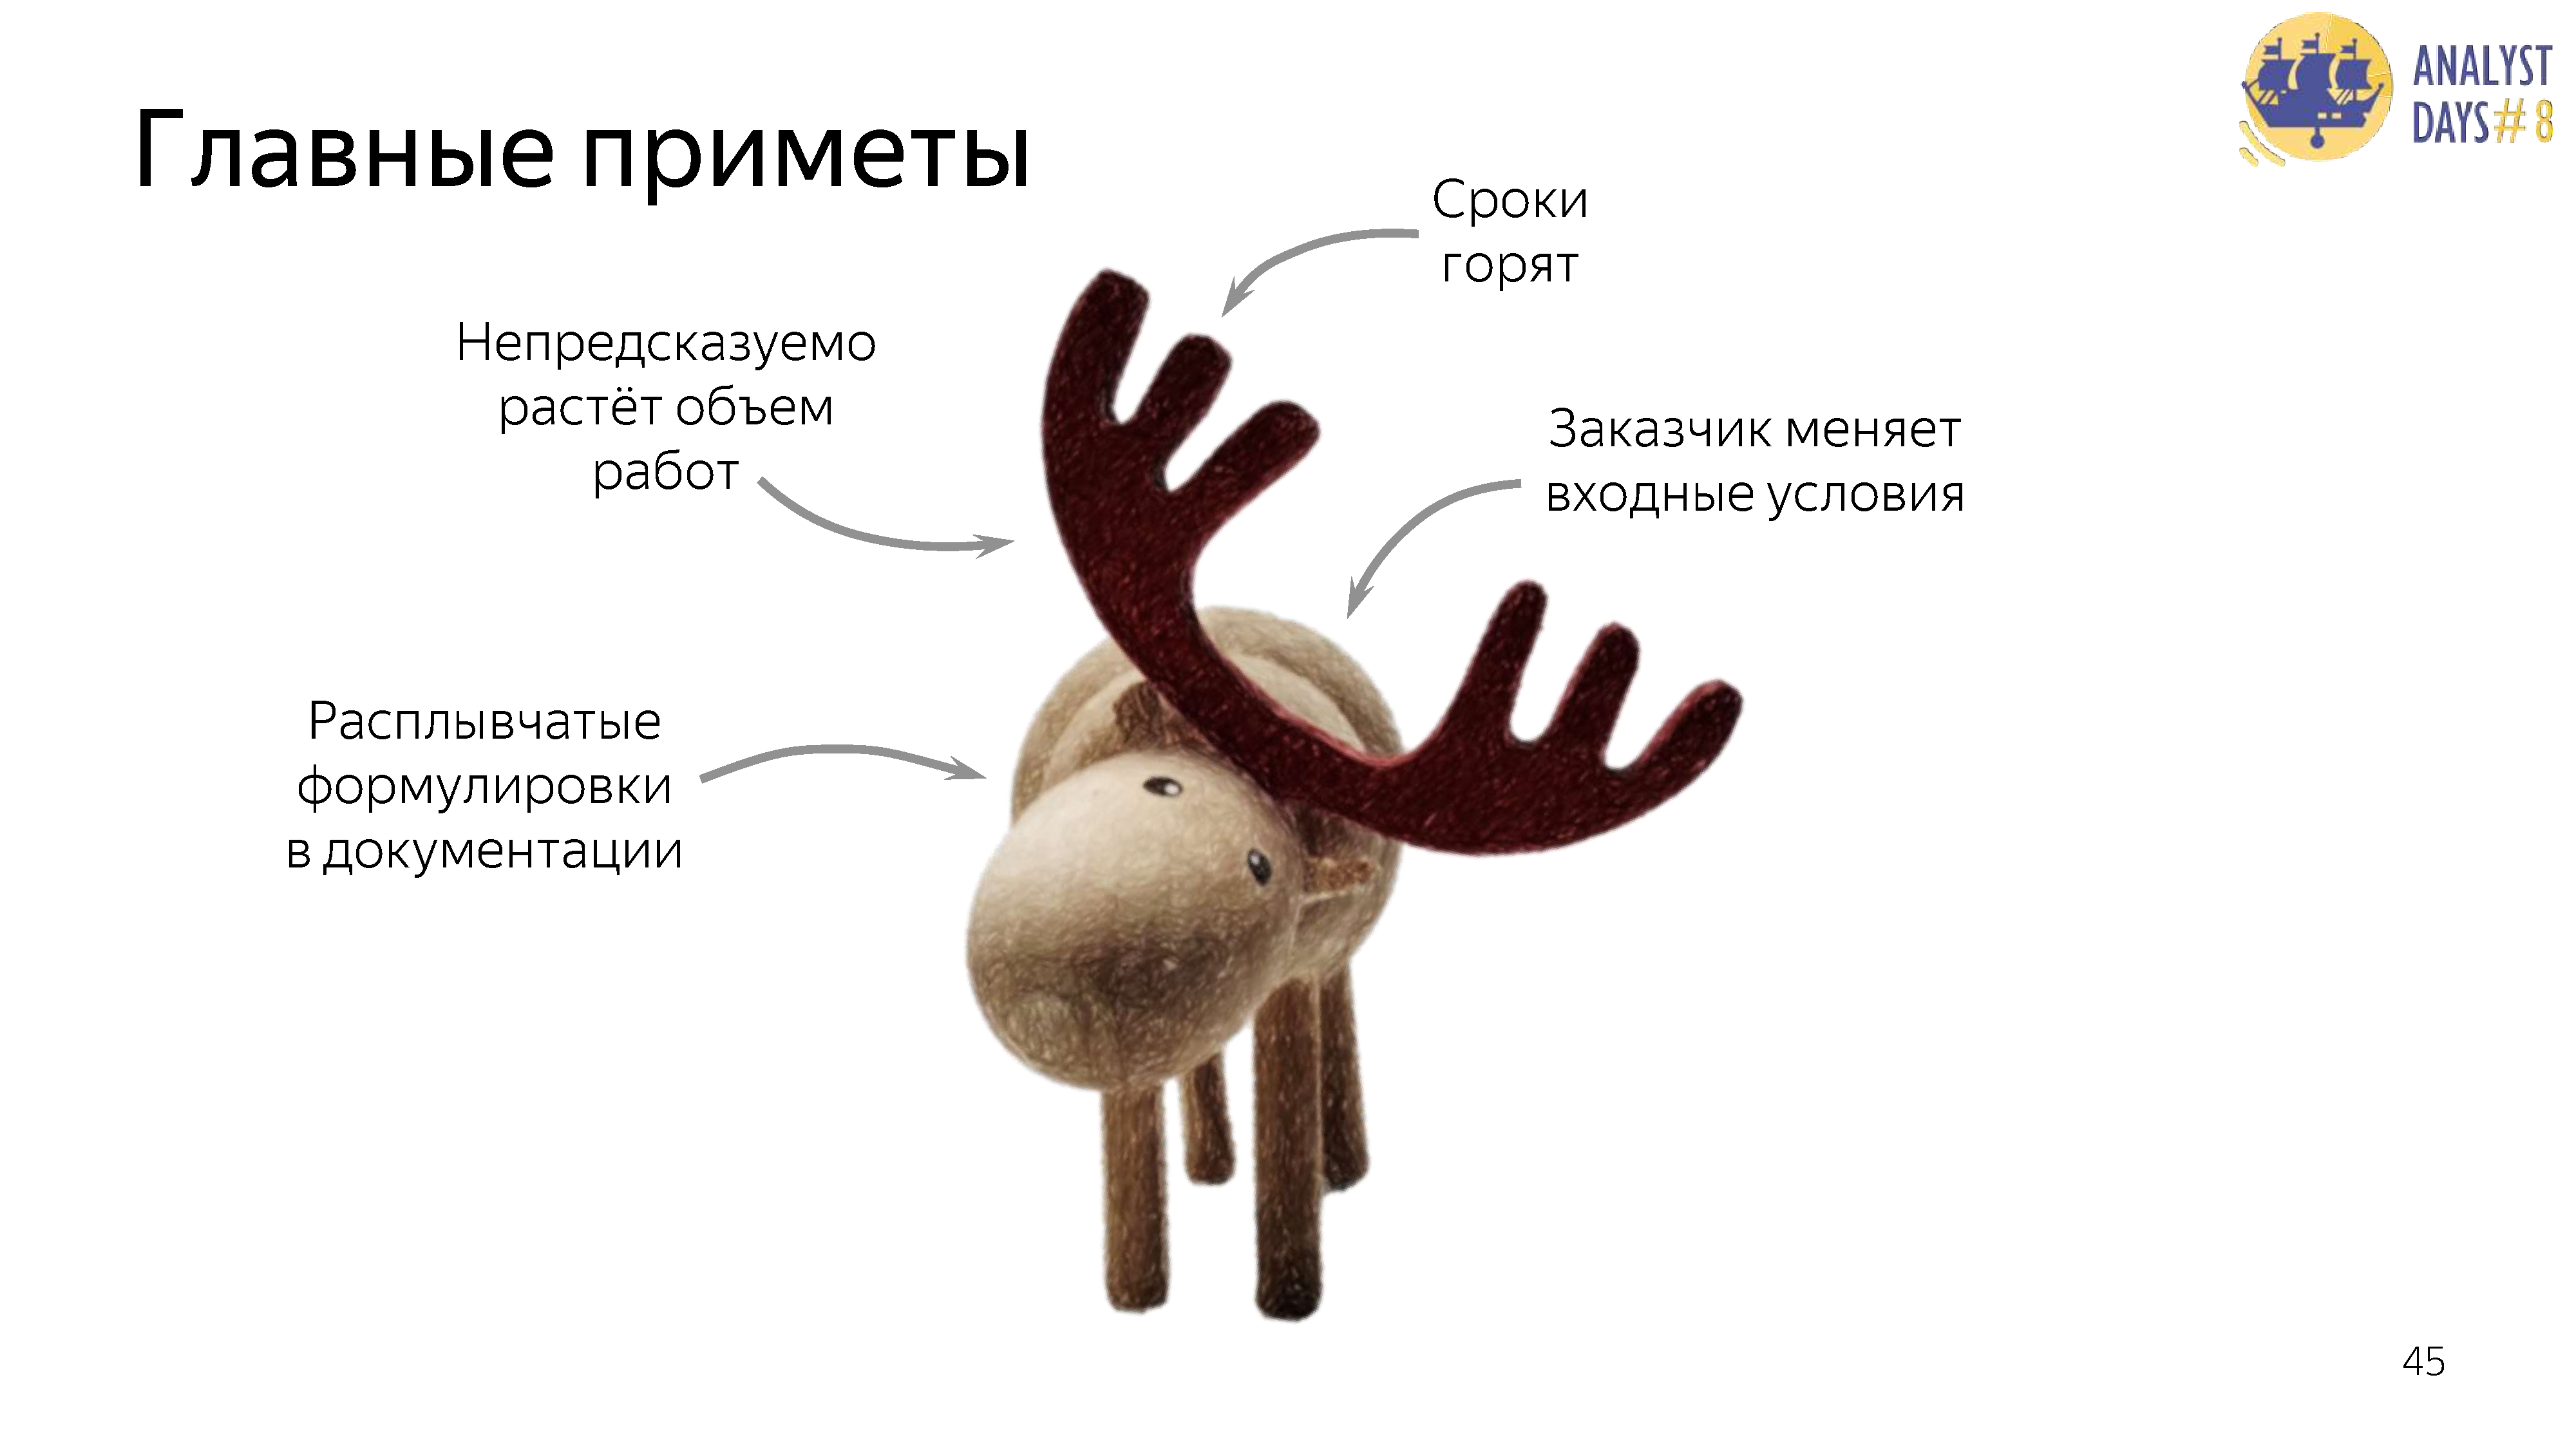 Главные приметы
ANALYST
DAYS#8
Сроки
горят
Непредсказуемо
растёт объем
работ
Заказчик меняет
входные условия
Расплывчатые
формулировки
в документации
45